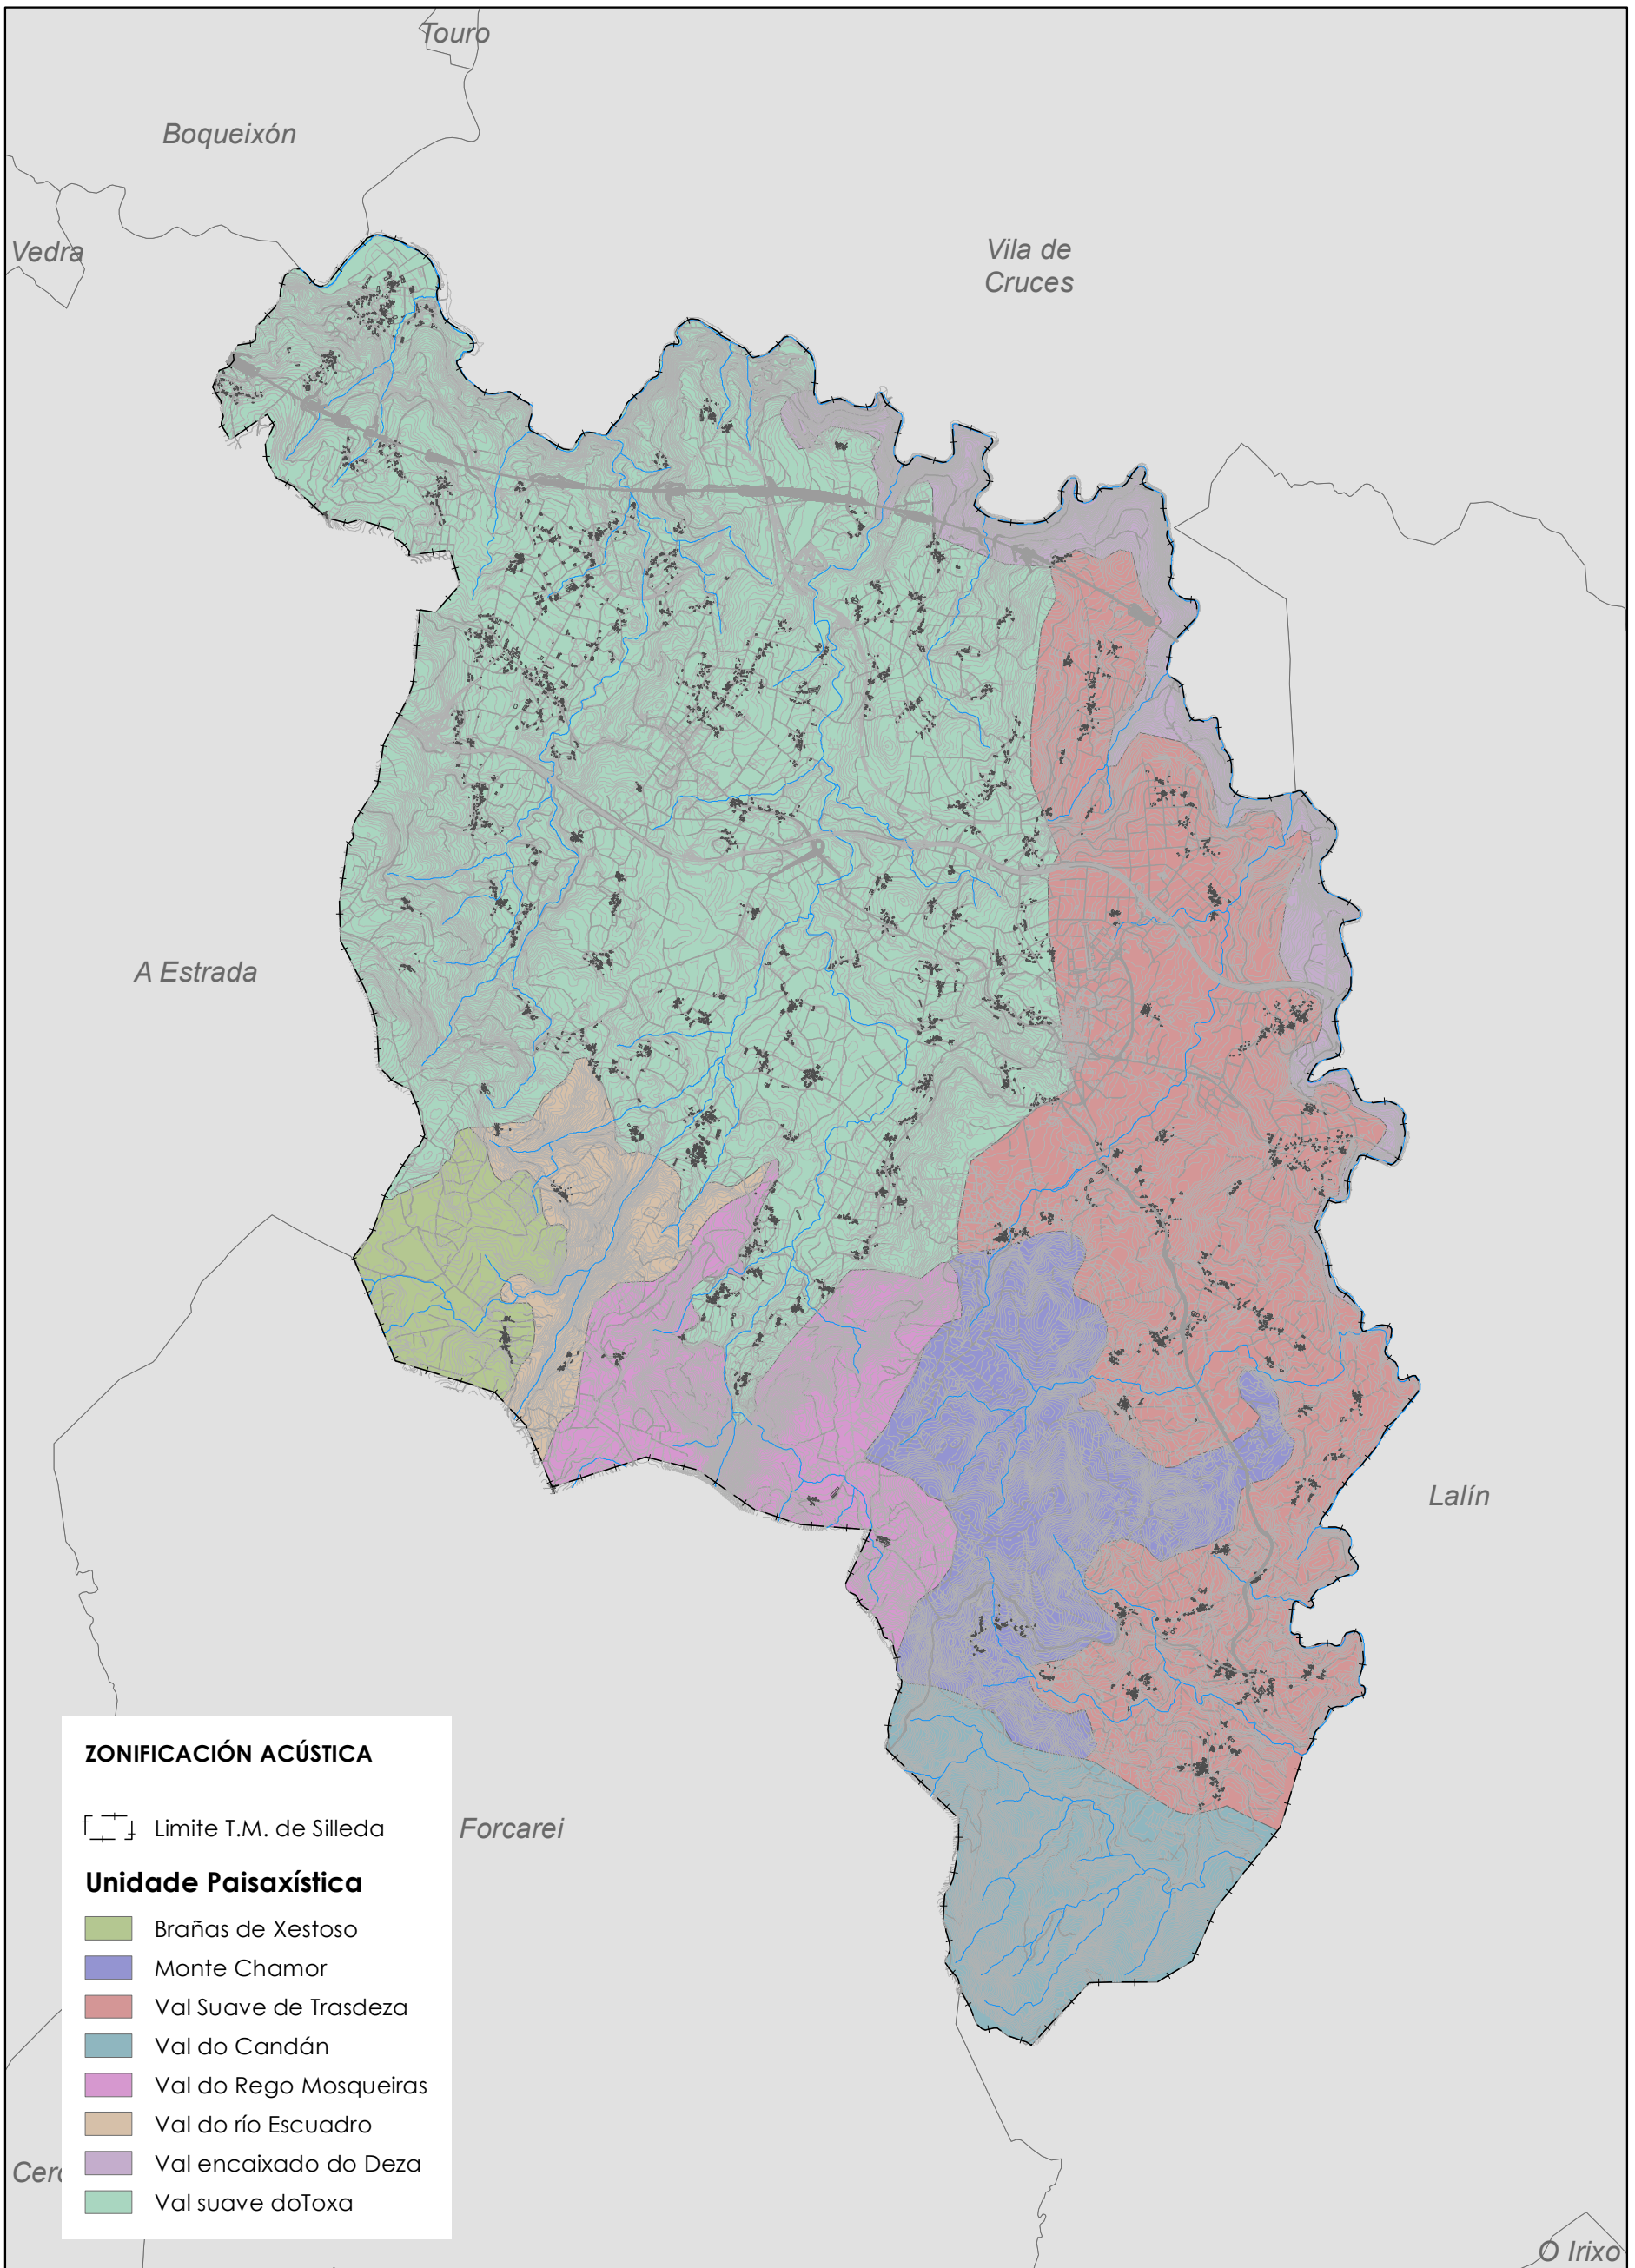 Touro
Boqueixón
Vedra
Vila de
Cruces
A Estrada
Lalín
Forcarei
ZONIFICACIÓN ACÚSTICA
Limite T.M. de Silleda
Unidade Paisaxística
Brañas de Xestoso
Monte Chamor
Val Suave de Trasdeza
Val do Candán
Val do Rego Mosqueiras
Val do río Escuadro
Val encaixado do Deza
Val suave doToxa
O Irixo